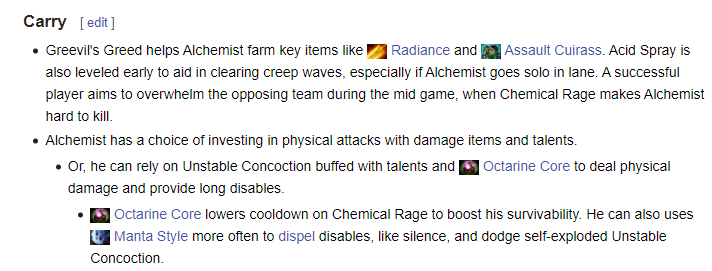 Carry [ edit ]
• Greevil's Greed helps Alchemist farm key items like Radiance and Assault Cuirass. Acid Spray is
also leveled early to aid in clearing creep waves, especially if Alchemist goes solo in lane. A successful
player aims to overwhelm the opposing team during the mid game, when Chemical Rage makes Alchemist
hard to kill.
• Alchemist has a choice of investing in physical attacks with damage items and talents.
• Or, he can rely on Unstable Concoction buffed with talents and Octarine Core to deal physical
damage and provide long disables.
• Octarine Core lowers cooldown on Chemical Rage to boost his survivability. He can also uses
Manta Style more often to dispel disables, like silence, and dodge self-exploded Unstable
Concoction.